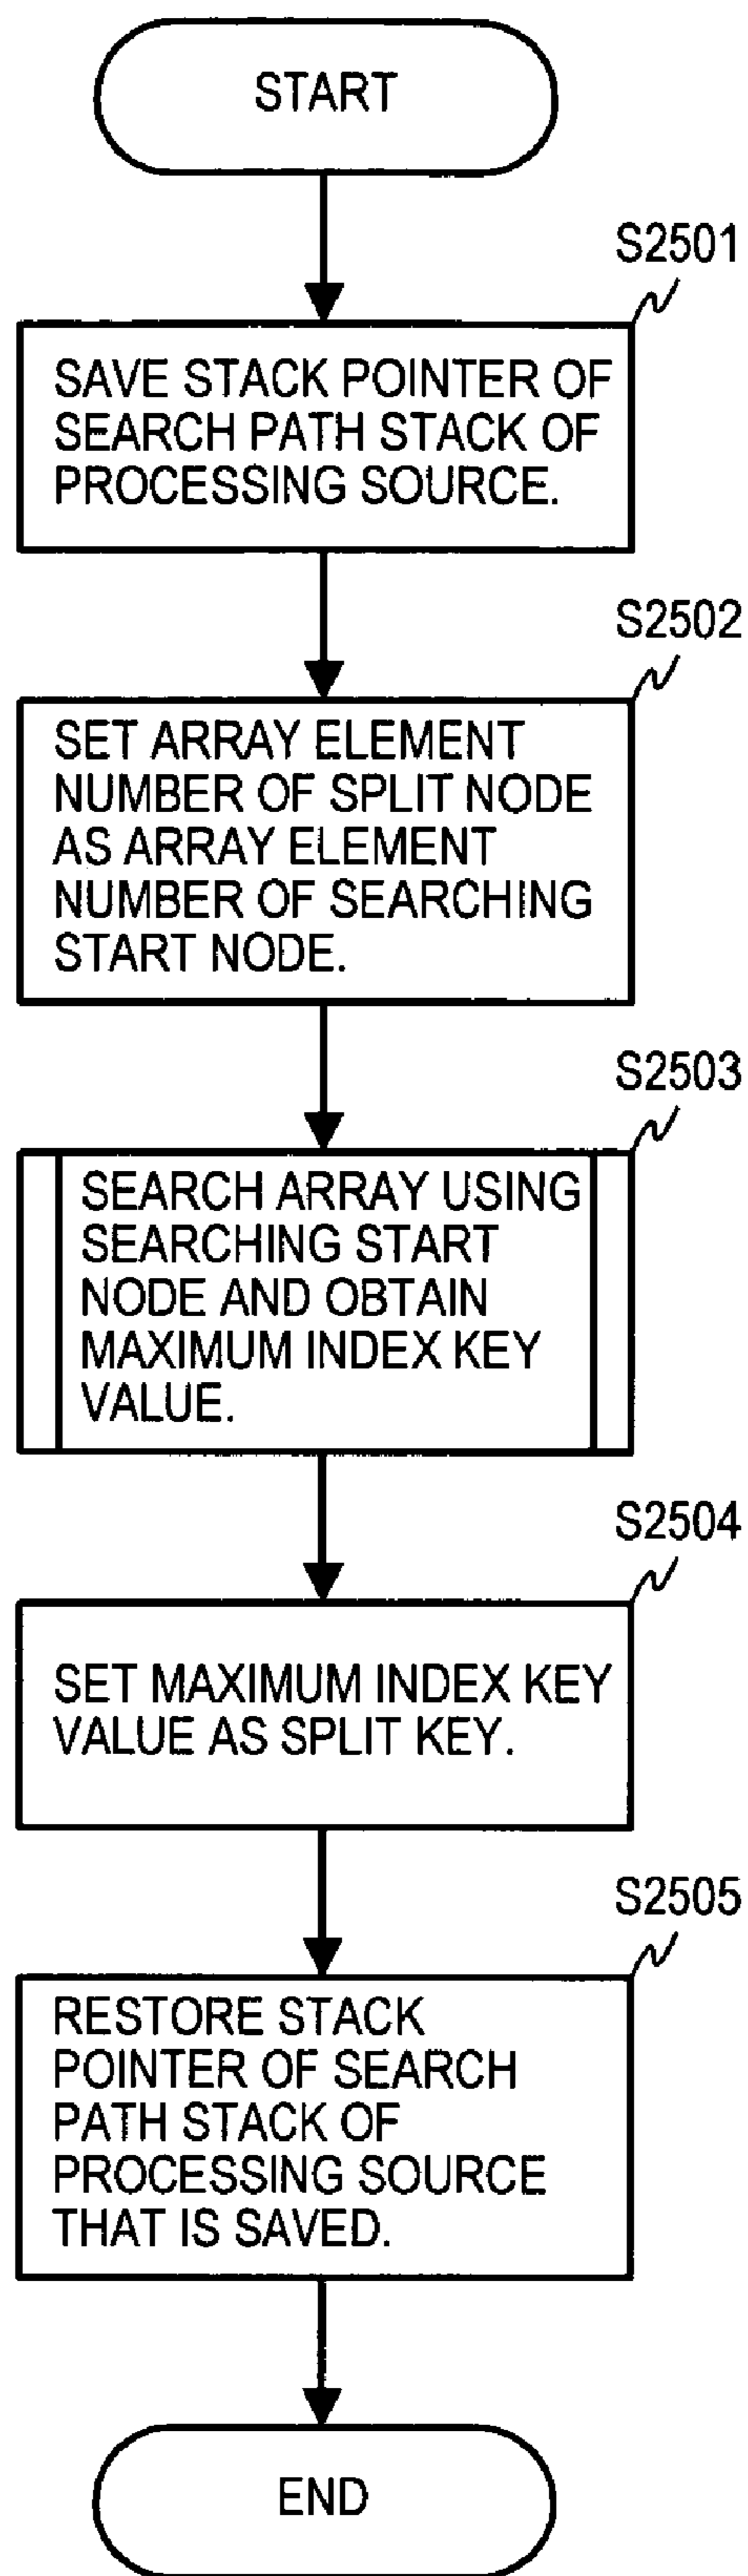 START
S2501
SAVE STACK POINTER OF
SEARCH PATH STACK OF
PROCESSING SOURCE.
S2502
SET ARRAY ELEMENT
NUMBER OF SPLIT NODE
AS ARRAY ELEMENT
NUMBER OF SEARCHING
START NODE.
S2503
SEARCH ARRAY USING
SEARCHING START
NODE AND OBTAIN
MAXIMUM INDEX KEY
VALUE.
S2504
SET MAXIMUM INDEX KEY
VALUE AS SPLIT KEY.
S2505
RESTORE STACK
POINTER OF SEARCH
PATH STACK OF
PROCESSING SOURCE
THAT IS SAVED.
END